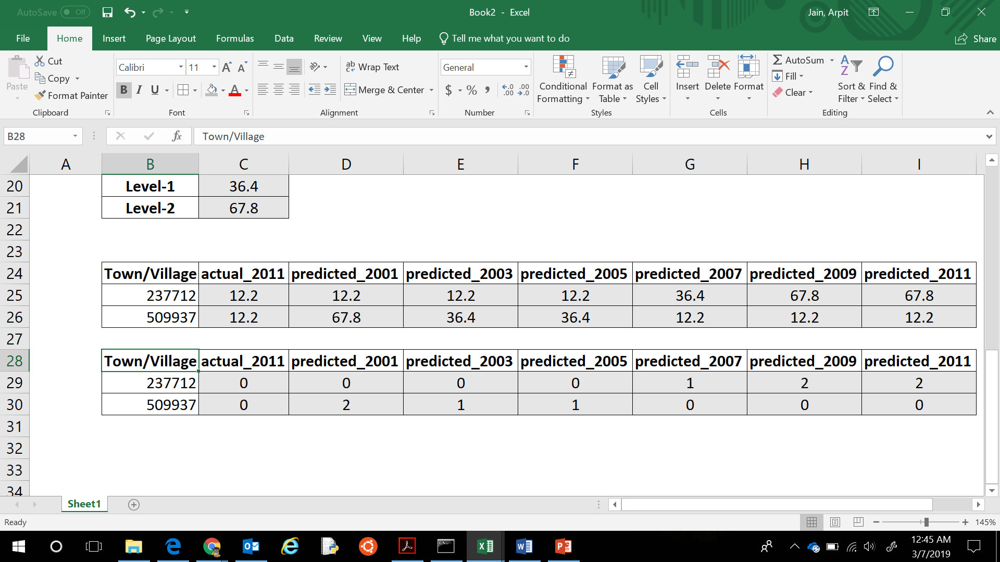 AutoSave Off
Book2 - Excel
Jain, Arpit
File Home Insert Page Layout Formulas Data Review View Help Tell me what you want to do Share
Paste
Cut
Copy
Format Painter
Clipboard
Calibri 11
B I U
Font
ab Wrap Text
Merge & Center
Alignment
General
$ % ,
Number
Conditional Formatting
Format as Table
Cell Styles
Styles
Insert Delete Format
Cells
AutoSum
Fill
Clear
Sort & Filter
Find & Select
Editing
B28 fx Town/Village
A B C D E F G H I
20 Level-1 36.4
21 Level-2 67.8
22
23
24 Town/Village actual_2011 predicted_2001 predicted_2003 predicted_2005 predicted_2007 predicted_2009 predicted_2011
25 237712 12.2 12.2 12.2 12.2 36.4 67.8 67.8
26 509937 12.2 67.8 36.4 36.4 12.2 12.2 12.2
27
28 Town/Village actual_2011 predicted_2001 predicted_2003 predicted_2005 predicted_2007 predicted_2009 predicted_2011
29 237712 0 0 0 0 1 2 2
30 509937 0 2 1 1 0 0 0
31
32
33
34
Sheet1
Ready
145%
12:45 AM
3/7/2019